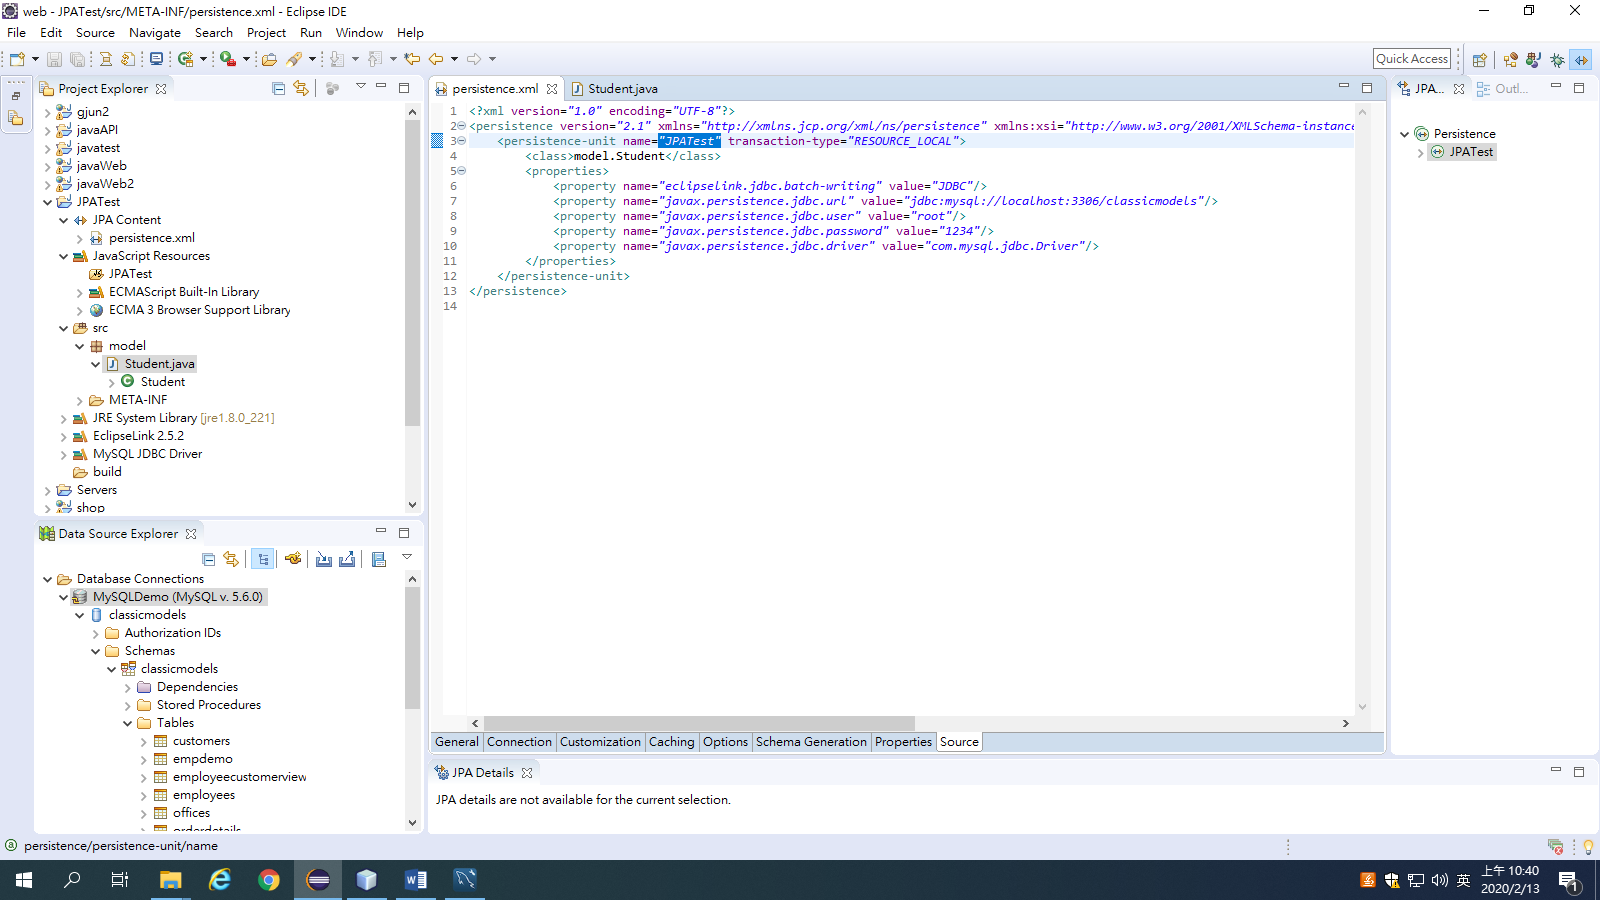 web - JPATest/src/META-INF/persistence.xml - Eclipse IDE
File Edit Source Navigate Search Project Run Window Help
Quick Access
Project Explorer
gjun2
javaAPI
javatest
javaWeb
javaWeb2
JPATest
JPA Content
persistence.xml
JavaScript Resources
JPATest
ECMAScript Built-In Library
ECMA 3 Browser Support Library
src
model
Student.java
Student
META-INF
JRE System Library [jre1.8.0_221]
EclipseLink 2.5.2
MySQL JDBC Driver
build
Servers
shop
Data Source Explorer
Database Connections
MySQLDemo (MySQL v. 5.6.0)
classicmodels
Authorization IDs
Schemas
classicmodels
Dependencies
Stored Procedures
Tables
customers
empdemo
employeecustomerview
employees
offices
orderdetails
persistence.xml Student.java
1 <?xml version="1.0" encoding="UTF-8"?>
2 <persistence version="2.1" xmlns="http://xmlns.jcp.org/xml/ns/persistence" xmlns:xsi="http://www.w3.org/2001/XMLSchema-instance
3 <persistence-unit name="JPATest" transaction-type="RESOURCE_LOCAL">
4 <class>model.Student</class>
5 <properties>
6 <property name="eclipselink.jdbc.batch-writing" value="JDBC"/>
7 <property name="javax.persistence.jdbc.url" value="jdbc:mysql://localhost:3306/classicmodels"/>
8 <property name="javax.persistence.jdbc.user" value="root"/>
9 <property name="javax.persistence.jdbc.password" value="1234"/>
10 <property name="javax.persistence.jdbc.driver" value="com.mysql.jdbc.Driver"/>
11 </properties>
12 </persistence-unit>
13 </persistence>
14
General Connection Customization Caching Options Schema Generation Properties Source
JPA Details
JPA details are not available for the current selection.
JPA... Outl...
Persistence
JPATest
persistence/persistence-unit/name
英
上午 10:40
2020/2/13
1